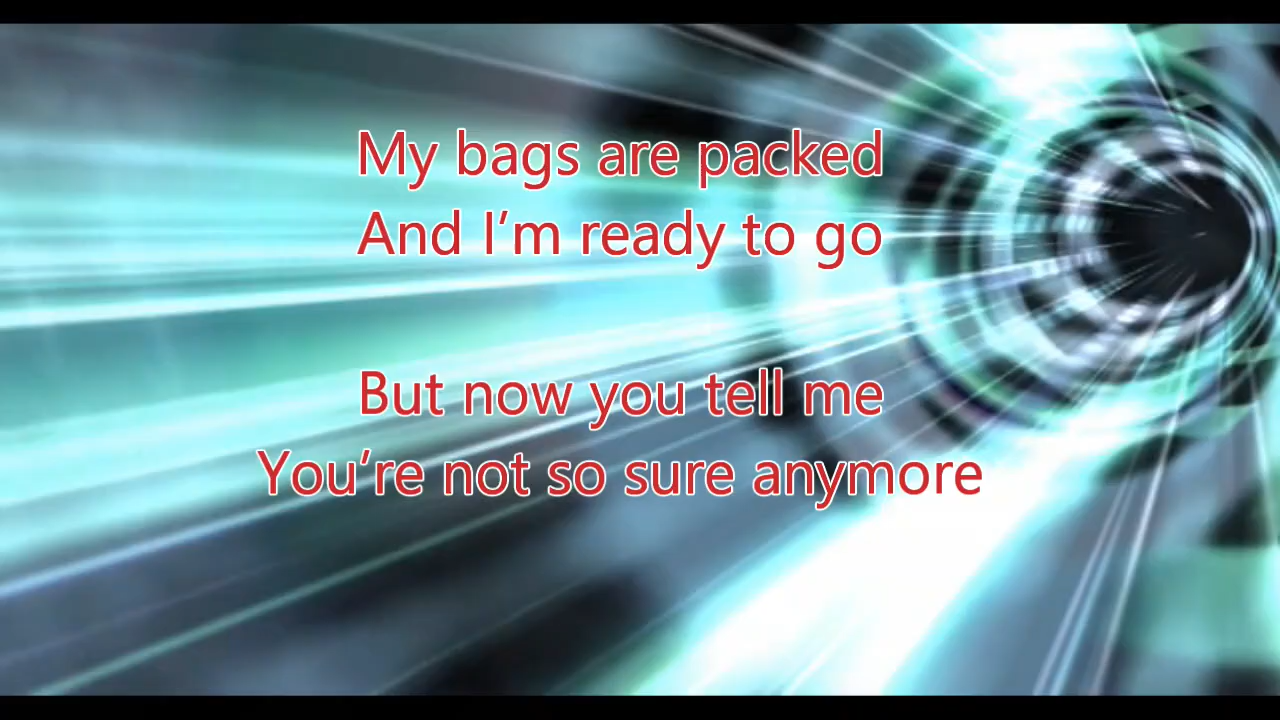 My bags are packed
And I’m ready to go
But now you tell me
You’re not so sure anymore